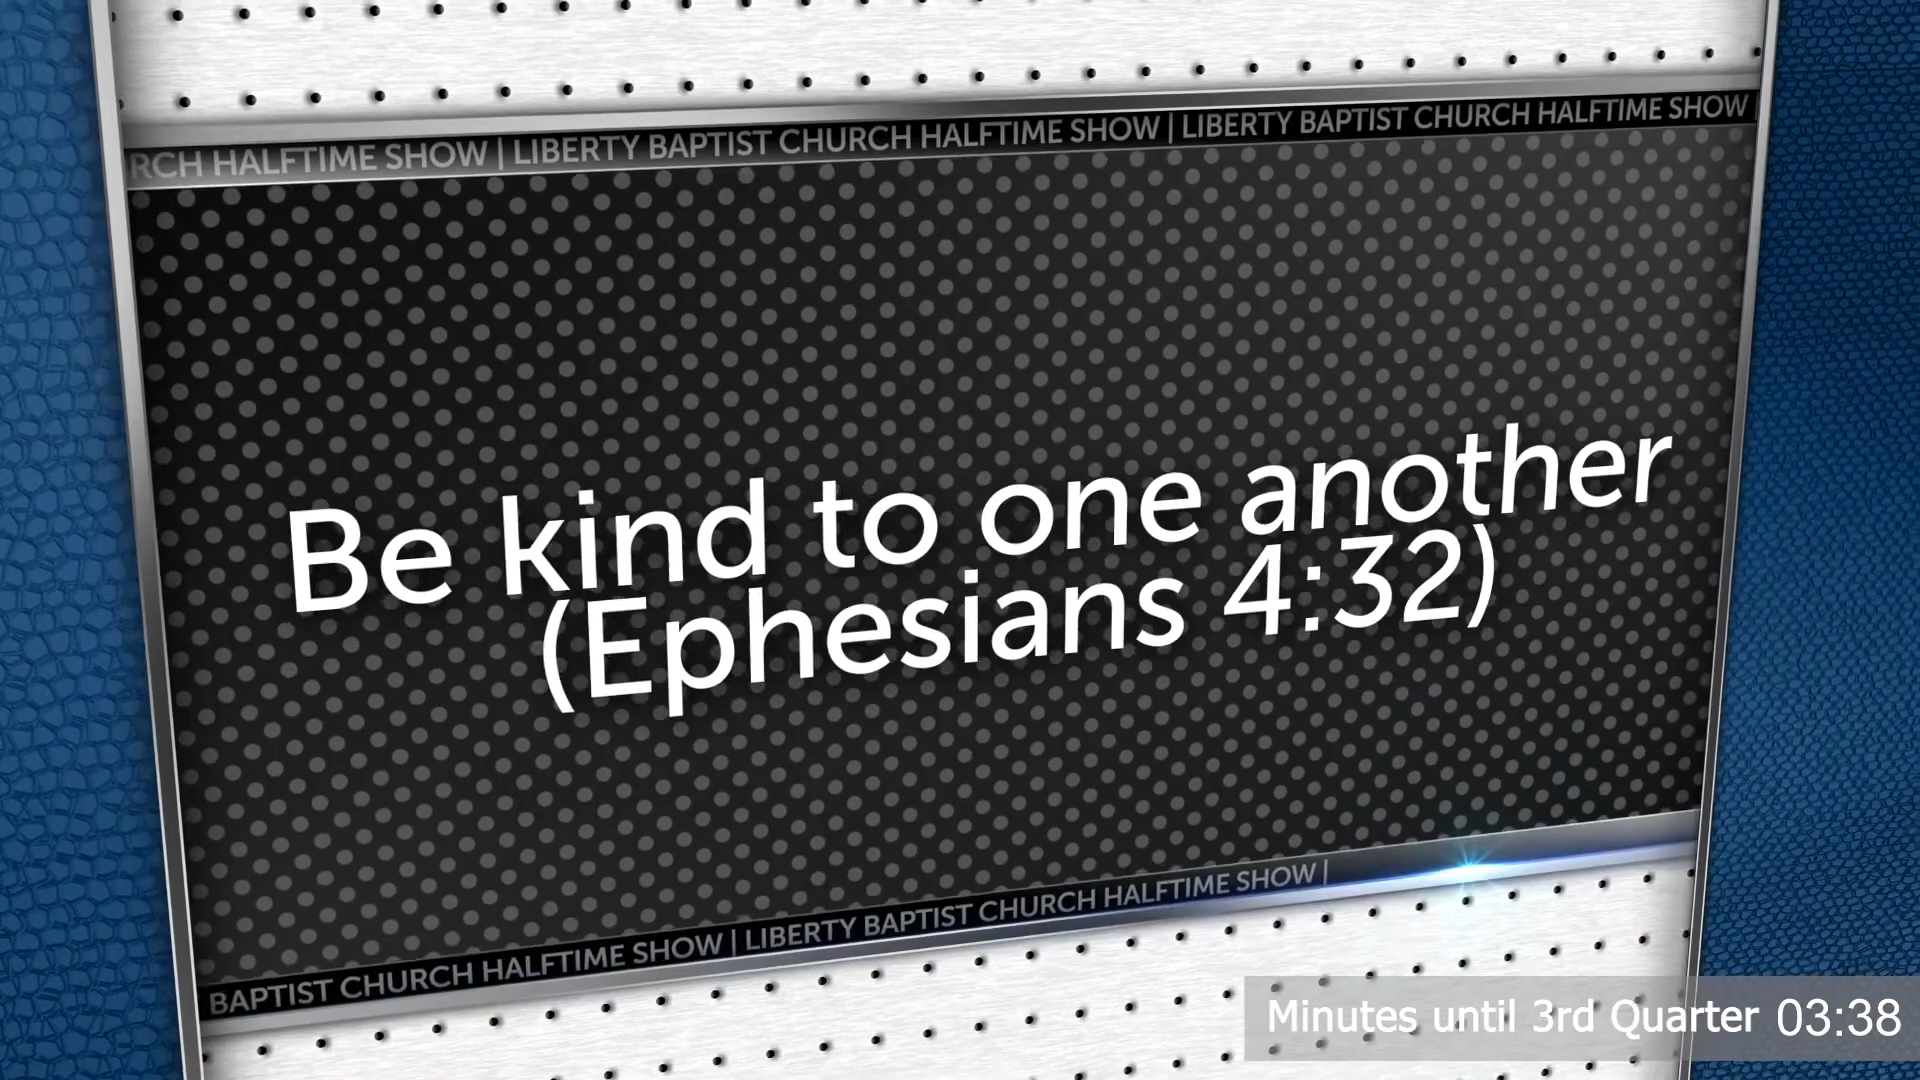 RCH HALFTIME SHOW | LIBERTY BAPTIST CHURCH HALFTIME SHOW | LIBERTY BAPTIST CHURCH HALFTIME SHOW |
Be kind to one another
(Ephesians 4:32)
BAPTIST CHURCH HALFTIME SHOW | LIBERTY BAPTIST CHURCH HALFTIME SHOW |
Minutes until 3rd Quarter 03:38